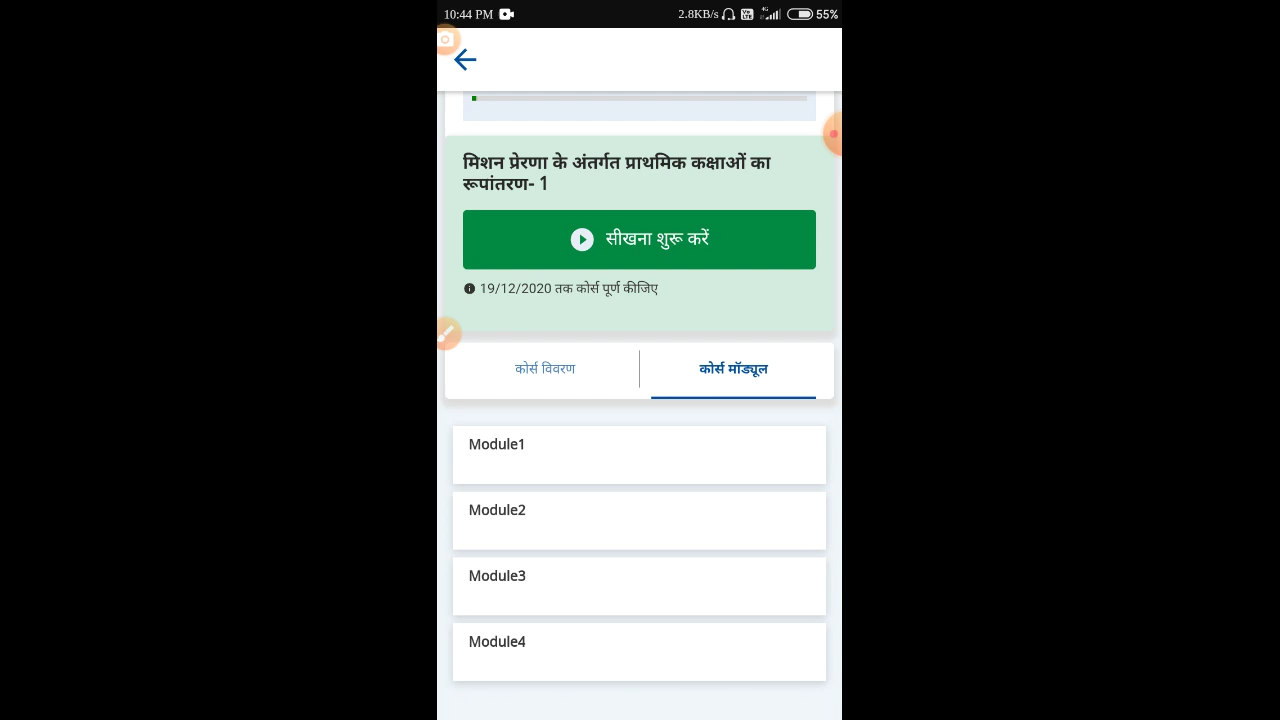 10:44 PM 2.8KB/s 4G 55%
मिशन प्रेरणा के अंतर्गत प्राथमिक कक्षाओं का
रूपांतरण- 1
सीखना शुरू करें
19/12/2020 तक कोर्स पूर्ण कीजिए
कोर्स विवरण कोर्स मॉड्यूल
Module1
Module2
Module3
Module4